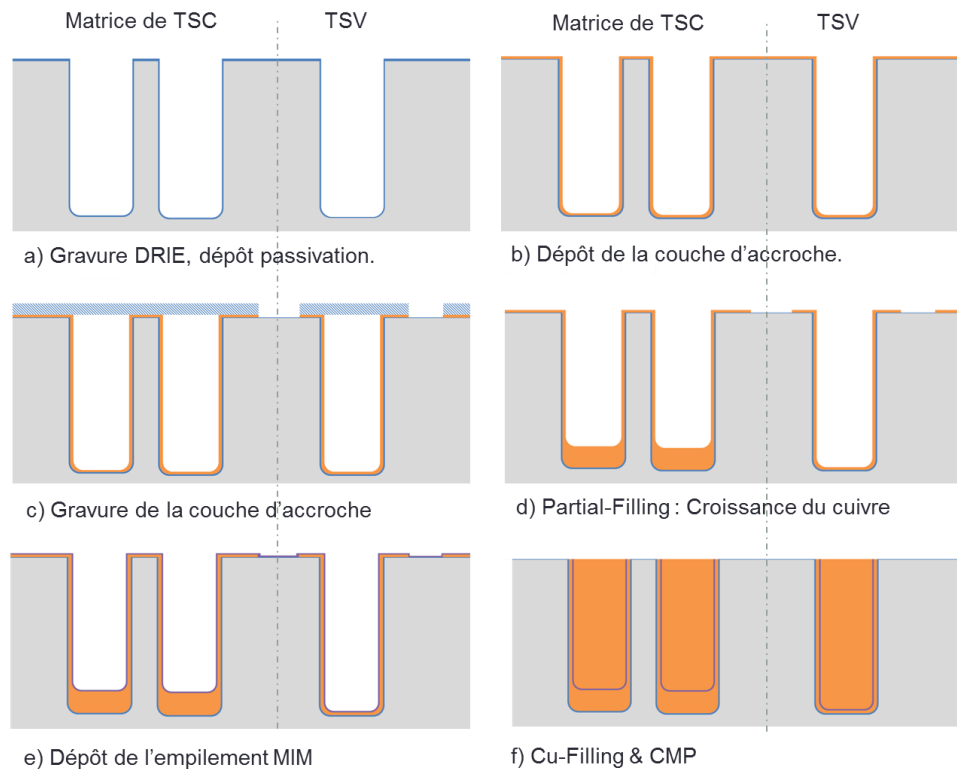 Matrice de TSC TSV
Matrice de TSC TSV
a) Gravure DRIE, dépôt passivation.
b) Dépôt de la couche d'accroche.
c) Gravure de la couche d'accroche
d) Partial-Filling : Croissance du cuivre
e) Dépôt de l'empilement MIM
f) Cu-Filling & CMP